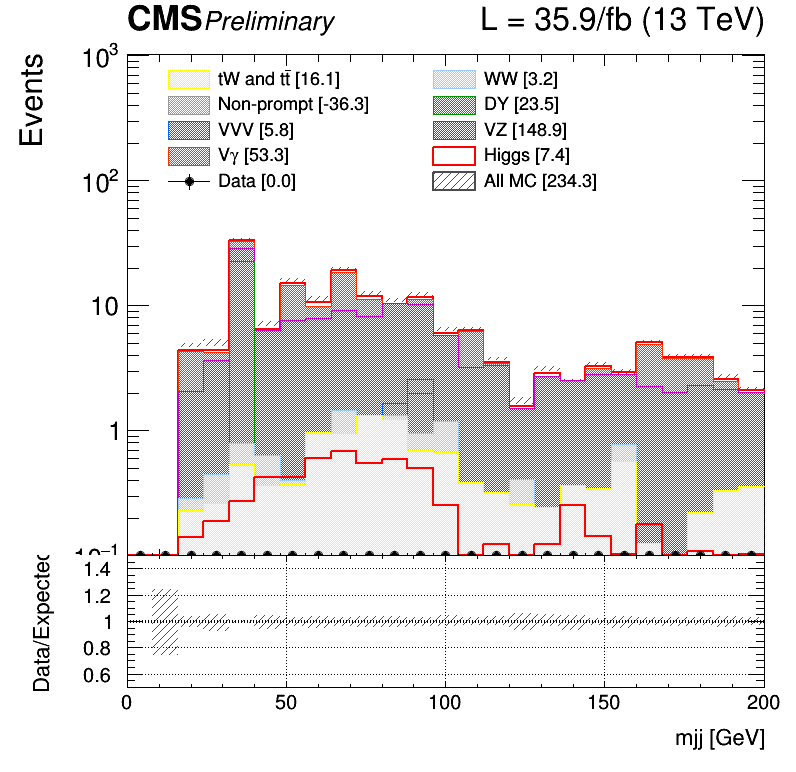 CMS Preliminary L = 35.9/fb (13 TeV)
Events
10³
10²
10
1
10⁻¹
tW and tt̄ [16.1]
Non-prompt [-36.3]
VVV [5.8]
Vγ [53.3]
Data [0.0]
WW [3.2]
DY [23.5]
VZ [148.9]
Higgs [7.4]
All MC [234.3]
Data/Expected
1.4
1.2
1
0.8
0.6
0 50 100 150 200
mjj [GeV]